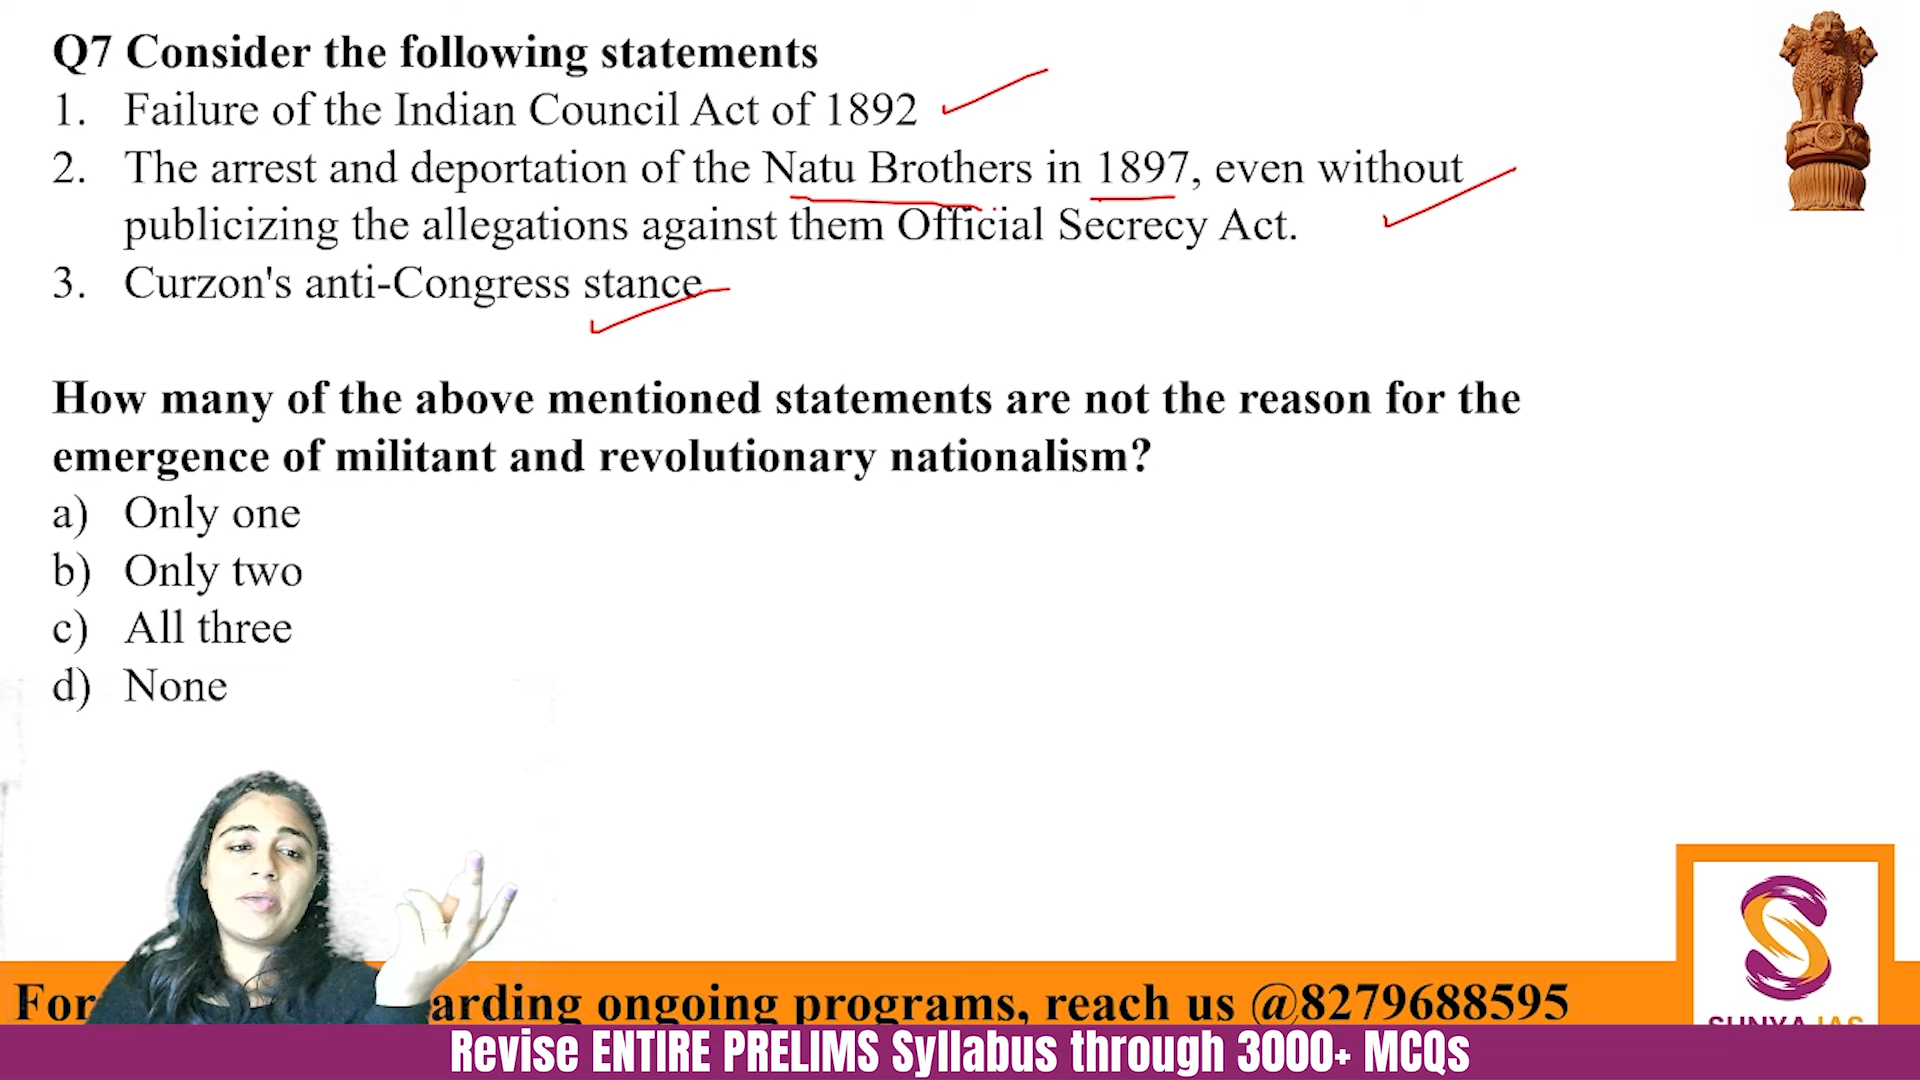 Q7 Consider the following statements
1. Failure of the Indian Council Act of 1892
2. The arrest and deportation of the Natu Brothers in 1897, even without
publicizing the allegations against them Official Secrecy Act.
3. Curzon's anti-Congress stance
How many of the above mentioned statements are not the reason for the
emergence of militant and revolutionary nationalism?
a) Only one
b) Only two
c) All three
d) None
For arding ongoing programs, reach us @8279688595
SUNYA IAS
Revise ENTIRE PRELIMS Syllabus through 3000+ MCQs